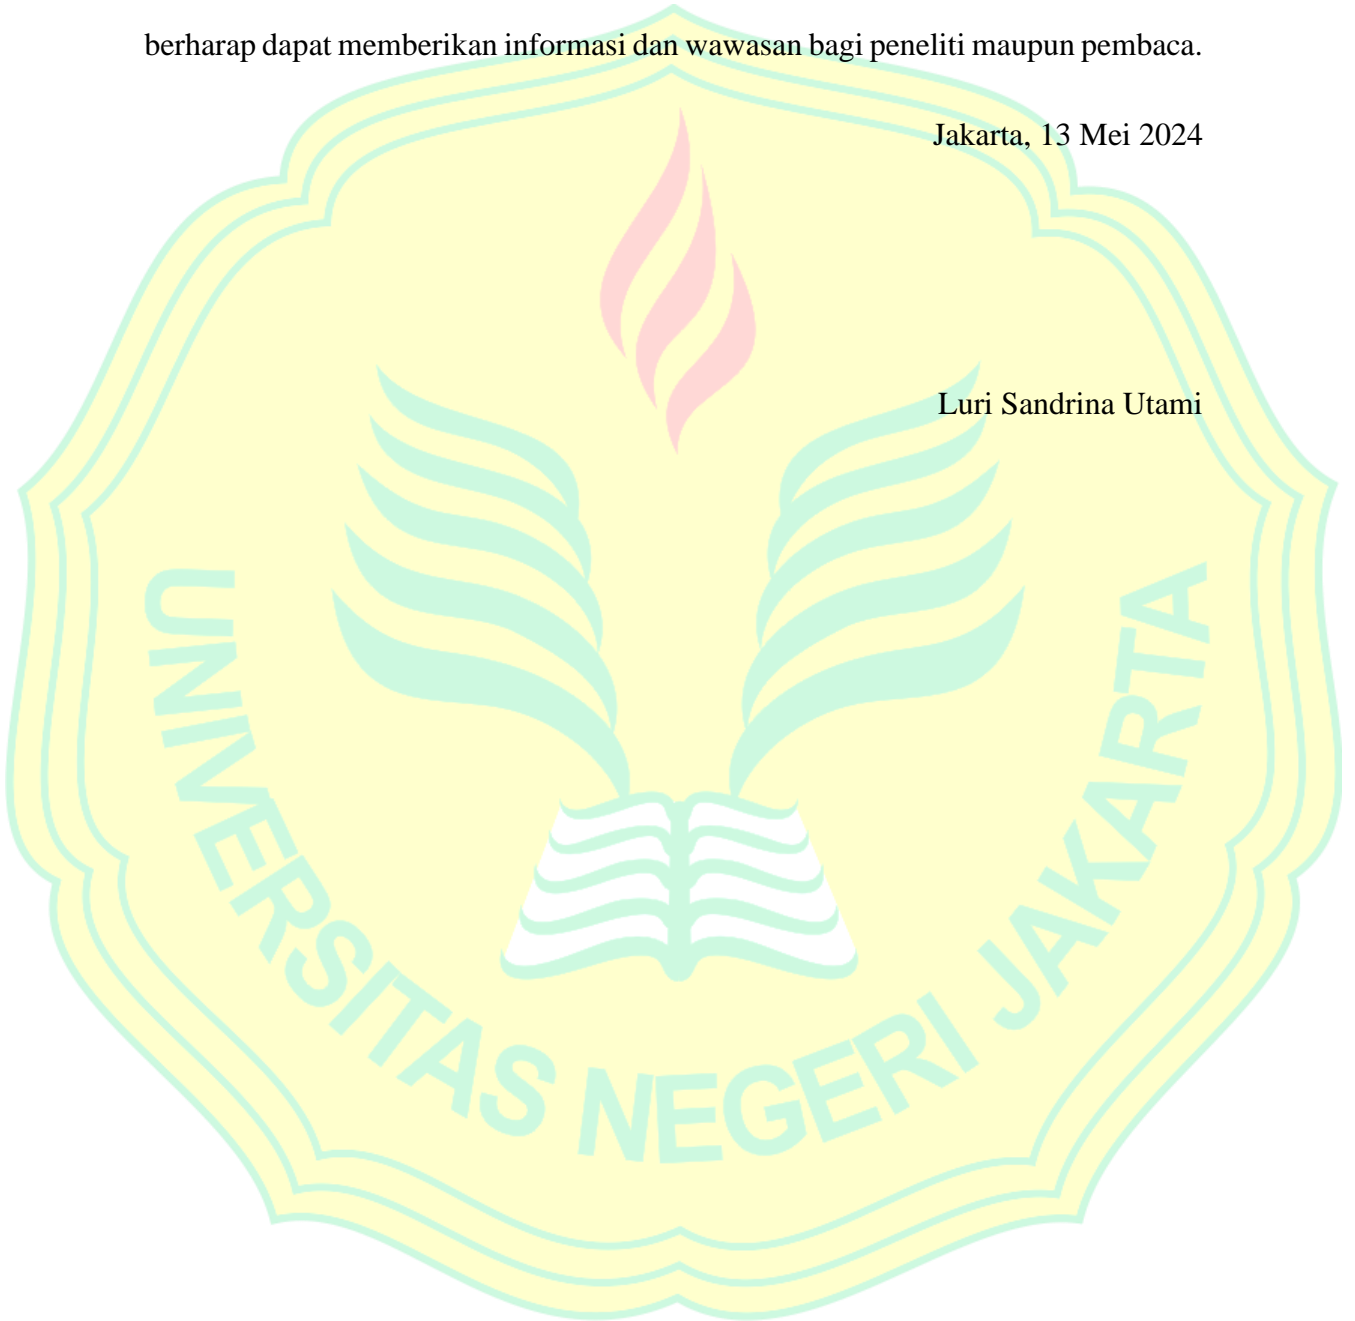 berharap dapat memberikan informasi dan wawasan bagi peneliti maupun pembaca.
Jakarta, 13 Mei 2024
Luri Sandrina Utami
UNIVERSITAS NEGERI JAKARTA